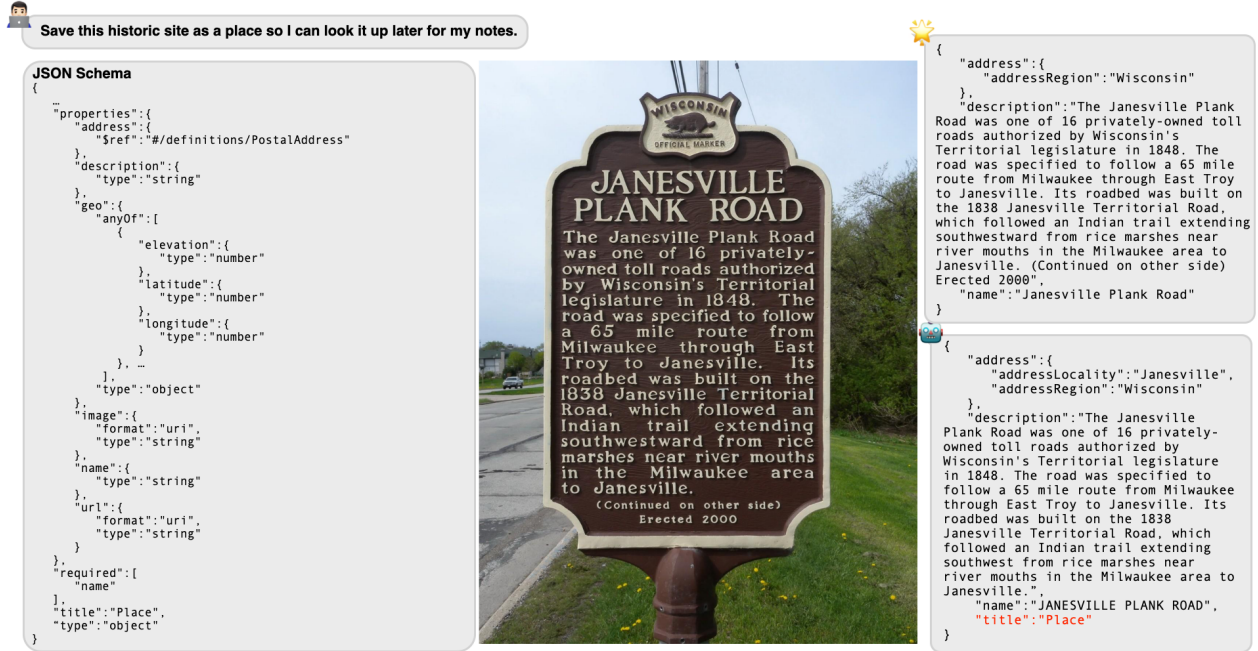 Save this historic site as a place so I can look it up later for my notes.
JSON Schema
{
…
"properties":{
"address":{
"$ref":"#/definitions/PostalAddress"
},
"description":{
"type":"string"
},
"geo":{
"anyOf":[
{
"elevation":{
"type":"number"
},
"latitude":{
"type":"number"
},
"longitude":{
"type":"number"
}
}, …
],
"type":"object"
},
"image":{
"format":"uri",
"type":"string"
},
"name":{
"type":"string"
},
"url":{
"format":"uri",
"type":"string"
}
},
"required":[
"name"
],
"title":"Place",
"type":"object"
}
WISCONSIN
OFFICIAL MARKER
JANESVILLE
PLANK ROAD
The Janesville Plank Road
was one of 16 privately-
owned toll roads authorized
by Wisconsin's Territorial
legislature in 1848. The
road was specified to follow
a 65 mile route from
Milwaukee through East
Troy to Janesville. Its
roadbed was built on the
1838 Janesville Territorial
Road, which followed an
Indian trail extending
southwestward from rice
marshes near river mouths
in the Milwaukee area
to Janesville.
(Continued on other side)
Erected 2000
{
"address":{
"addressRegion":"Wisconsin"
},
"description":"The Janesville Plank
Road was one of 16 privately-owned toll
roads authorized by Wisconsin's
Territorial legislature in 1848. The
road was specified to follow a 65 mile
route from Milwaukee through East Troy
to Janesville. Its roadbed was built on
the 1838 Janesville Territorial Road,
which followed an Indian trail extending
southwestward from rice marshes near
river mouths in the Milwaukee area to
Janesville. (Continued on other side)
Erected 2000",
"name":"Janesville Plank Road"
}
{
"address":{
"addressLocality":"Janesville",
"addressRegion":"Wisconsin"
},
"description":"The Janesville
Plank Road was one of 16 privately-
owned toll roads authorized by
Wisconsin's Territorial legislature
in 1848. The road was specified to
follow a 65 mile route from Milwaukee
through East Troy to Janesville. Its
roadbed was built on the 1838
Janesville Territorial Road, which
followed an Indian trail extending
southwest from rice marshes near
river mouths in the Milwaukee area to
Janesville.",
"name":"JANESVILLE PLANK ROAD",
"title":"Place"
}